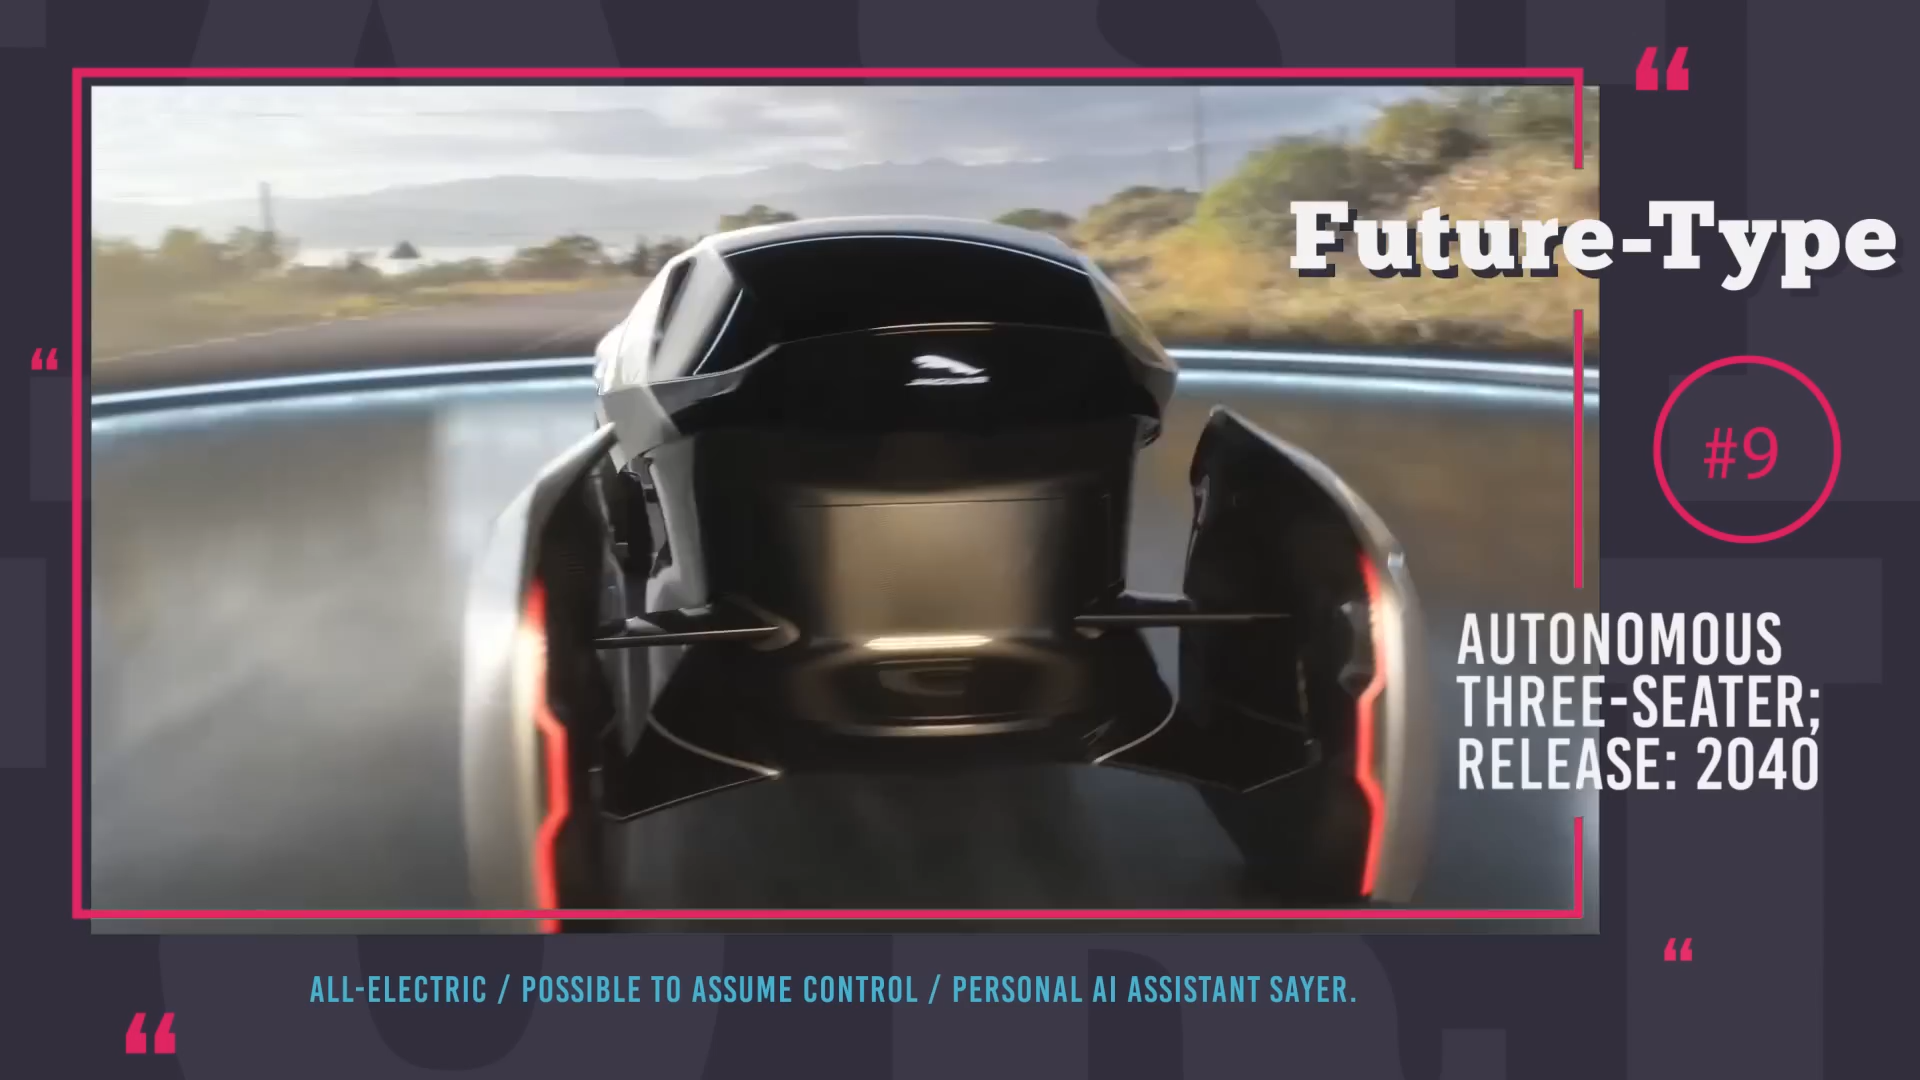 Future-Type
#9
AUTONOMOUS
THREE-SEATER;
RELEASE: 2040
ALL-ELECTRIC / POSSIBLE TO ASSUME CONTROL / PERSONAL AI ASSISTANT SAYER.